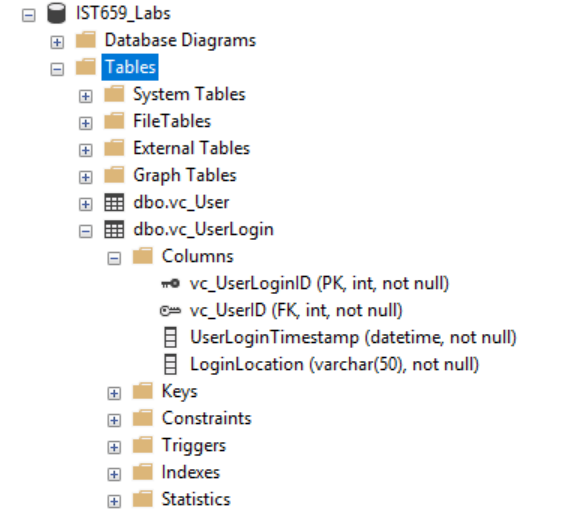 IST659_Labs
Database Diagrams
Tables
System Tables
FileTables
External Tables
Graph Tables
dbo.vc_User
dbo.vc_UserLogin
Columns
vc_UserLoginID (PK, int, not null)
vc_UserID (FK, int, not null)
UserLoginTimestamp (datetime, not null)
LoginLocation (varchar(50), not null)
Keys
Constraints
Triggers
Indexes
Statistics